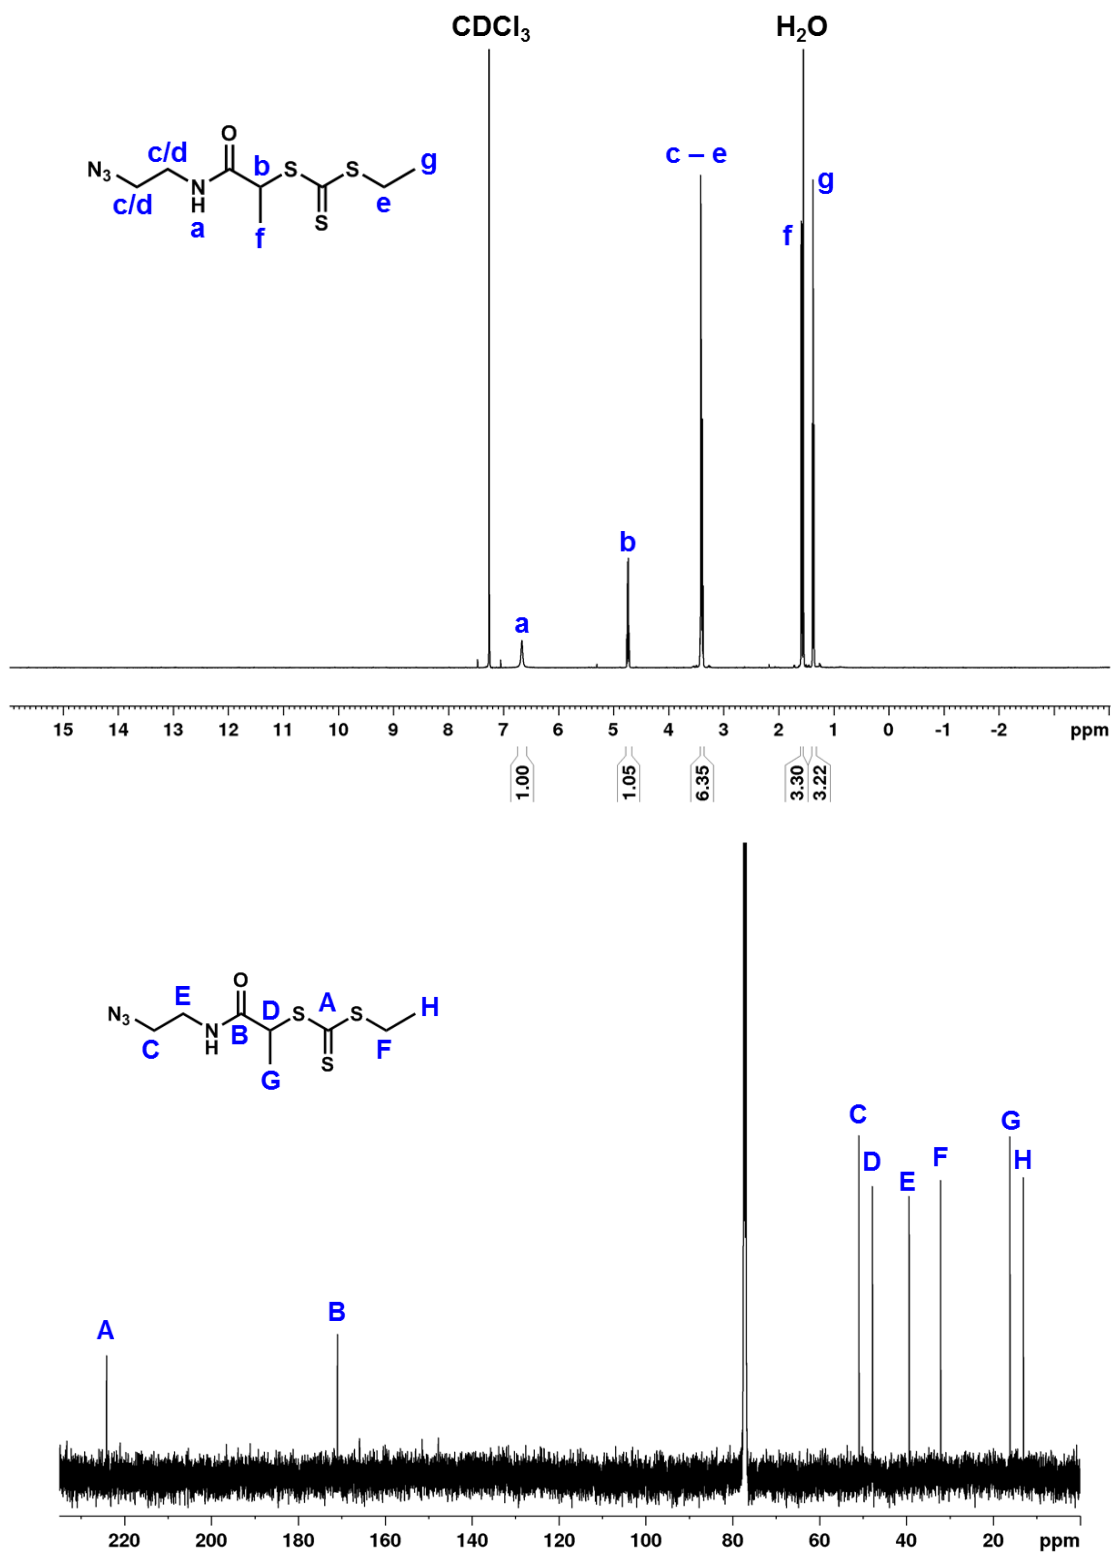 CDCl₃ H₂O
O
c/d b S S g
N₃ N
c/d H e
a f S
c – e
g
f
b
a
15 14 13 12 11 10 9 8 7 6 5 4 3 2 1 0 -1 -2 ppm
1.00 1.05 6.35 3.30 3.22
O
E D S A S H
N₃ N B
C H F
G S
C
G
D E F H
B
A
220 200 180 160 140 120 100 80 60 40 20 ppm